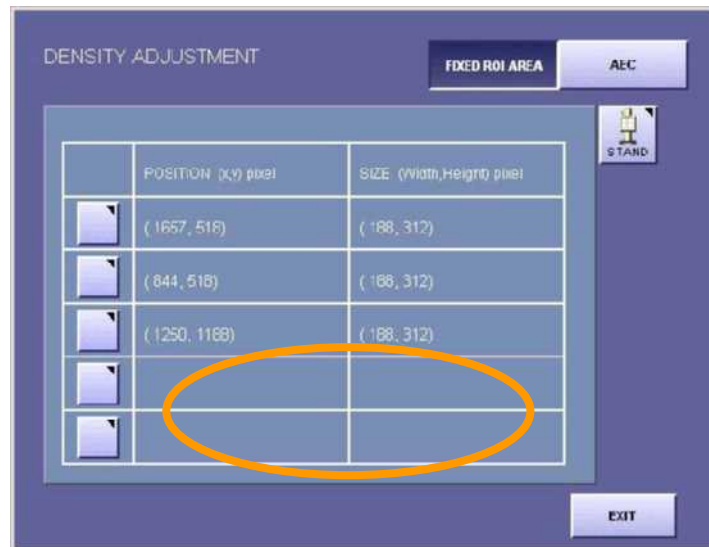 DENSITY ADJUSTMENT
FIXED ROI AREA
AEC
STAND
POSITION (x,y) pixel
SIZE (Width,Height) pixel
(1667, 518)
(188, 312)
(844, 518)
(188, 312)
(1250, 1188)
(188, 312)
EXIT